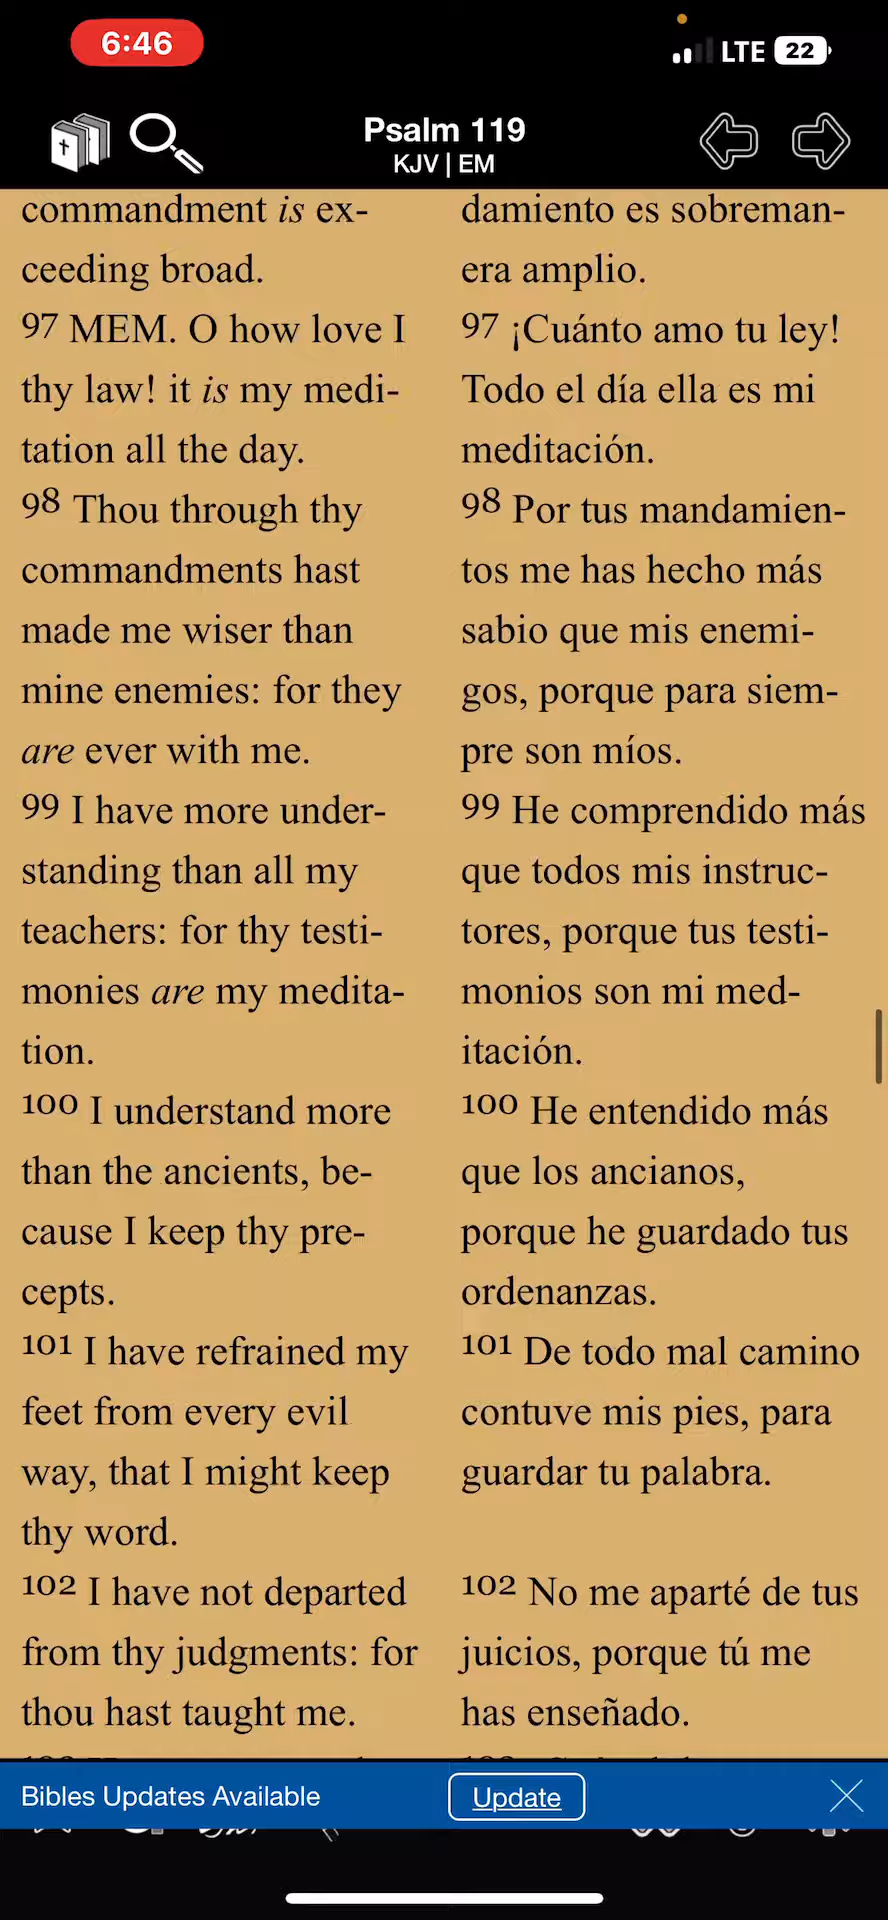 6:46
LTE 22
Psalm 119
KJV | EM
commandment is ex-
ceeding broad.
97 MEM. O how love I
thy law! it is my medi-
tation all the day.
98 Thou through thy
commandments hast
made me wiser than
mine enemies: for they
are ever with me.
99 I have more under-
standing than all my
teachers: for thy testi-
monies are my medita-
tion.
100 I understand more
than the ancients, be-
cause I keep thy pre-
cepts.
101 I have refrained my
feet from every evil
way, that I might keep
thy word.
102 I have not departed
from thy judgments: for
thou hast taught me.
damiento es sobreman-
era amplio.
97 ¡Cuánto amo tu ley!
Todo el día ella es mi
meditación.
98 Por tus mandamien-
tos me has hecho más
sabio que mis enemi-
gos, porque para siem-
pre son míos.
99 He comprendido más
que todos mis instruc-
tores, porque tus testi-
monios son mi med-
itación.
100 He entendido más
que los ancianos,
porque he guardado tus
ordenanzas.
101 De todo mal camino
contuve mis pies, para
guardar tu palabra.
102 No me aparté de tus
juicios, porque tú me
has enseñado.
Bibles Updates Available
Update